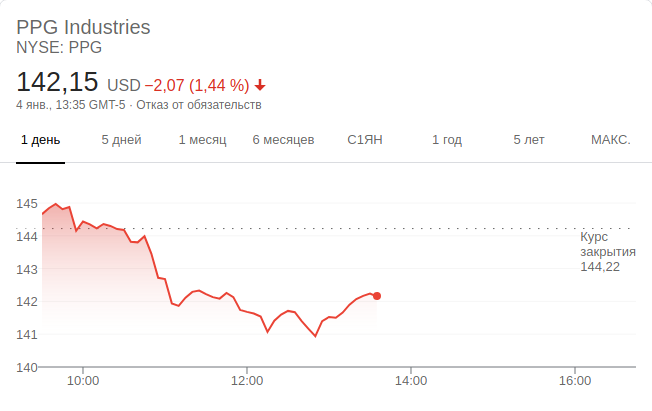 PPG Industries
NYSE: PPG
142,15 USD −2,07 (1,44 %)
4 янв., 13:35 GMT-5 · Отказ от обязательств
1 день 5 дней 1 месяц 6 месяцев С1ЯН 1 год 5 лет МАКС.
145
144
143
142
141
140
Курс
закрытия
144,22
10:00 12:00 14:00 16:00